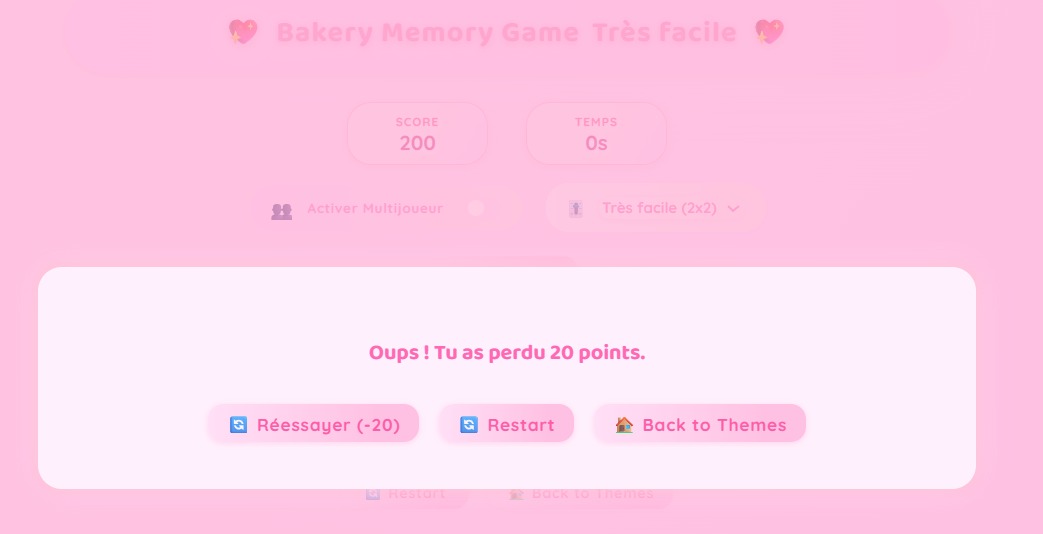 Bakery Memory Game Très facile
SCORE
200
TEMPS
0s
Activer Multijoueur
Très facile (2x2)
Oups ! Tu as perdu 20 points.
Réessayer (-20)
Restart
Back to Themes
Restart
Back to Themes